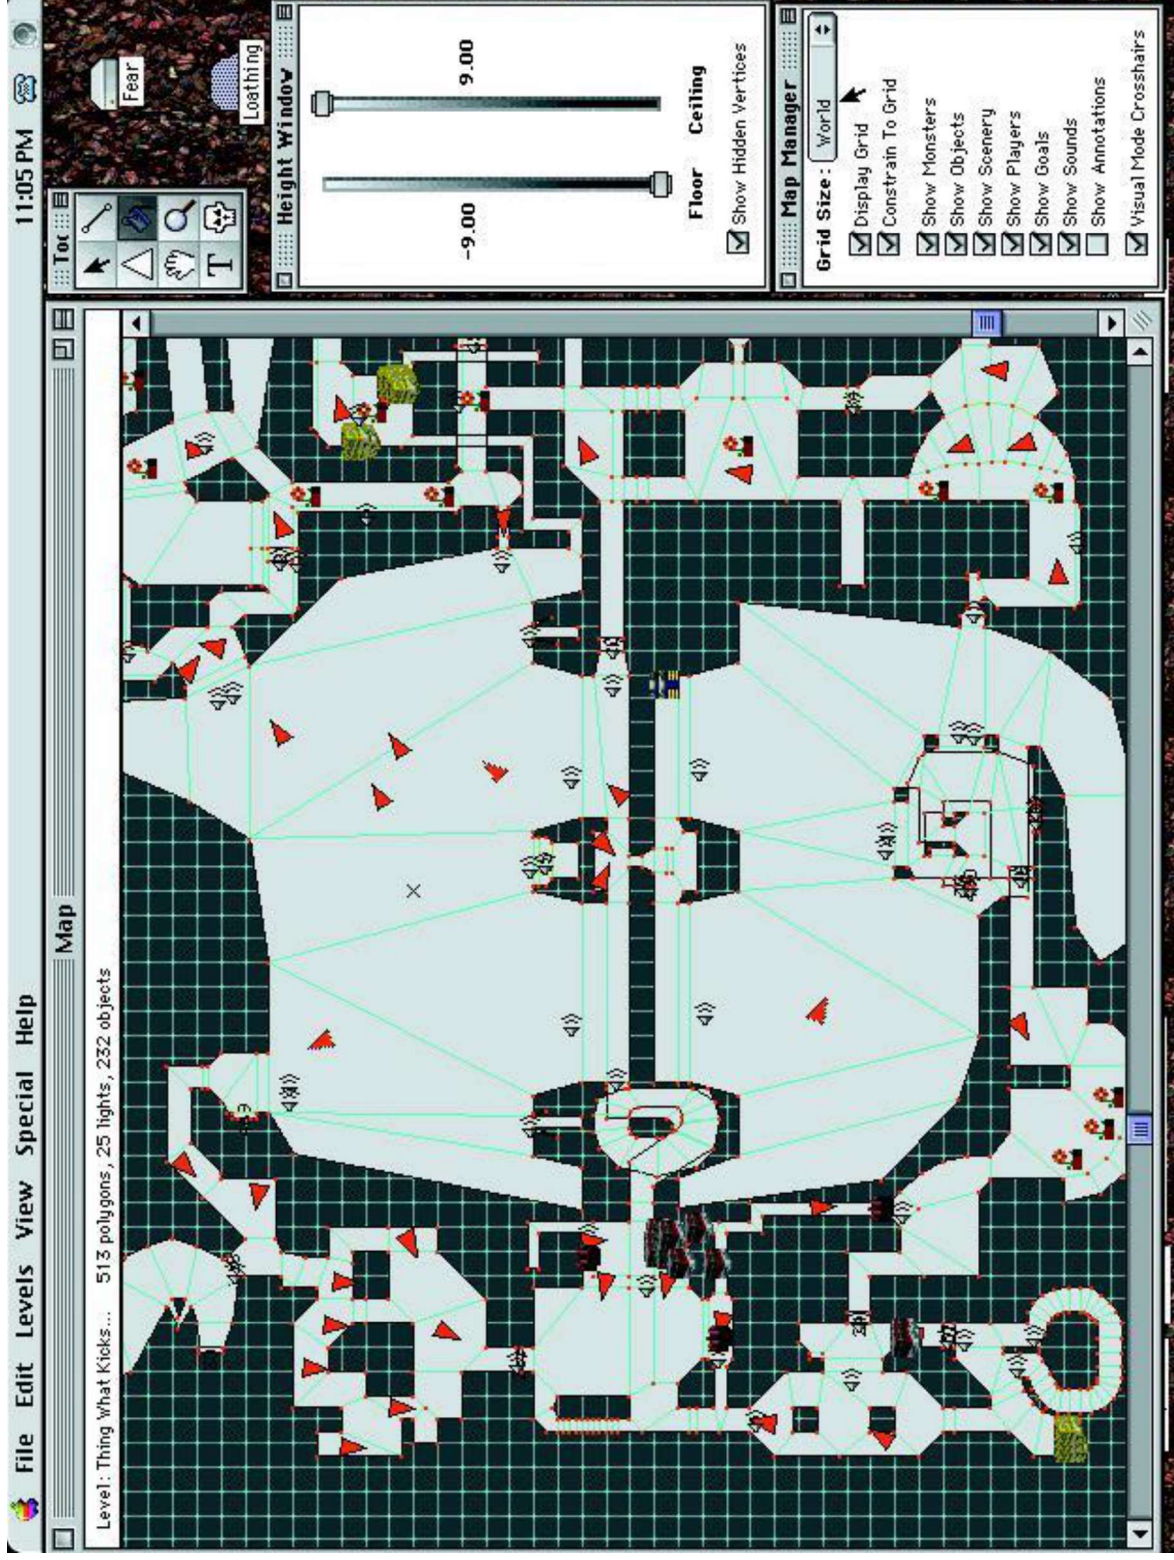 File Edit Levels View Special Help
11:05 PM
Map
Level: Thing What Kicks... 513 polygons, 25 lights, 232 objects
Fear
Loathing
T
Height Window
-9.00
9.00
Floor Ceiling
Show Hidden Vertices
Map Manager
Grid Size: World
Display Grid
Constrain To Grid
Show Monsters
Show Objects
Show Scenery
Show Players
Show Goals
Show Sounds
Show Annotations
Visual Mode Crosshairs